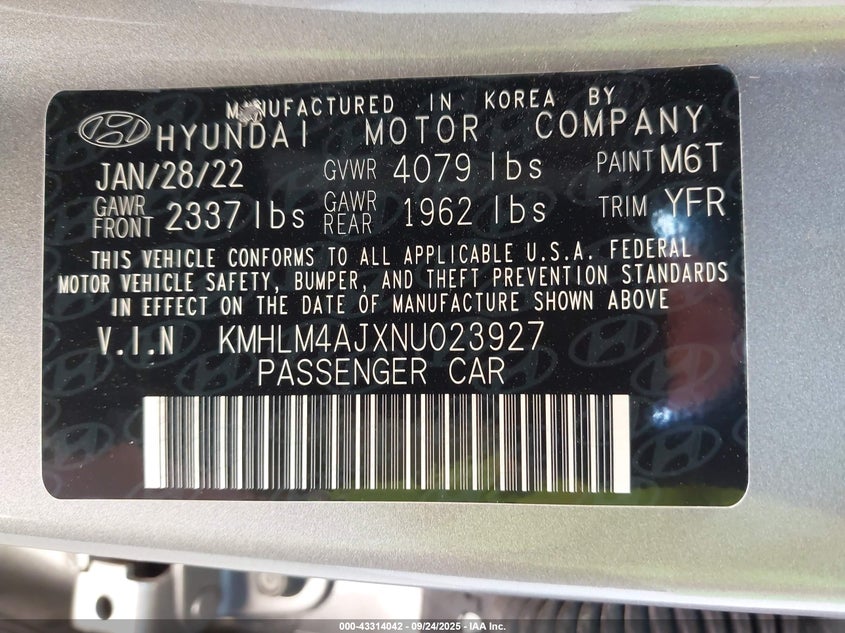 MANUFACTURED IN KOREA BY
HYUNDAI MOTOR COMPANY
JAN/28/22 GVWR 4079 lbs PAINT M6T
GAWR FRONT 2337 lbs GAWR REAR 1962 lbs TRIM YFR
THIS VEHICLE CONFORMS TO ALL APPLICABLE U.S.A. FEDERAL
MOTOR VEHICLE SAFETY, BUMPER, AND THEFT PREVENTION STANDARDS
IN EFFECT ON THE DATE OF MANUFACTURE SHOWN ABOVE
V.I.N KMHLM4AJXNU023927
PASSENGER CAR
000-43314042 - 09/24/2025 - IAA Inc.